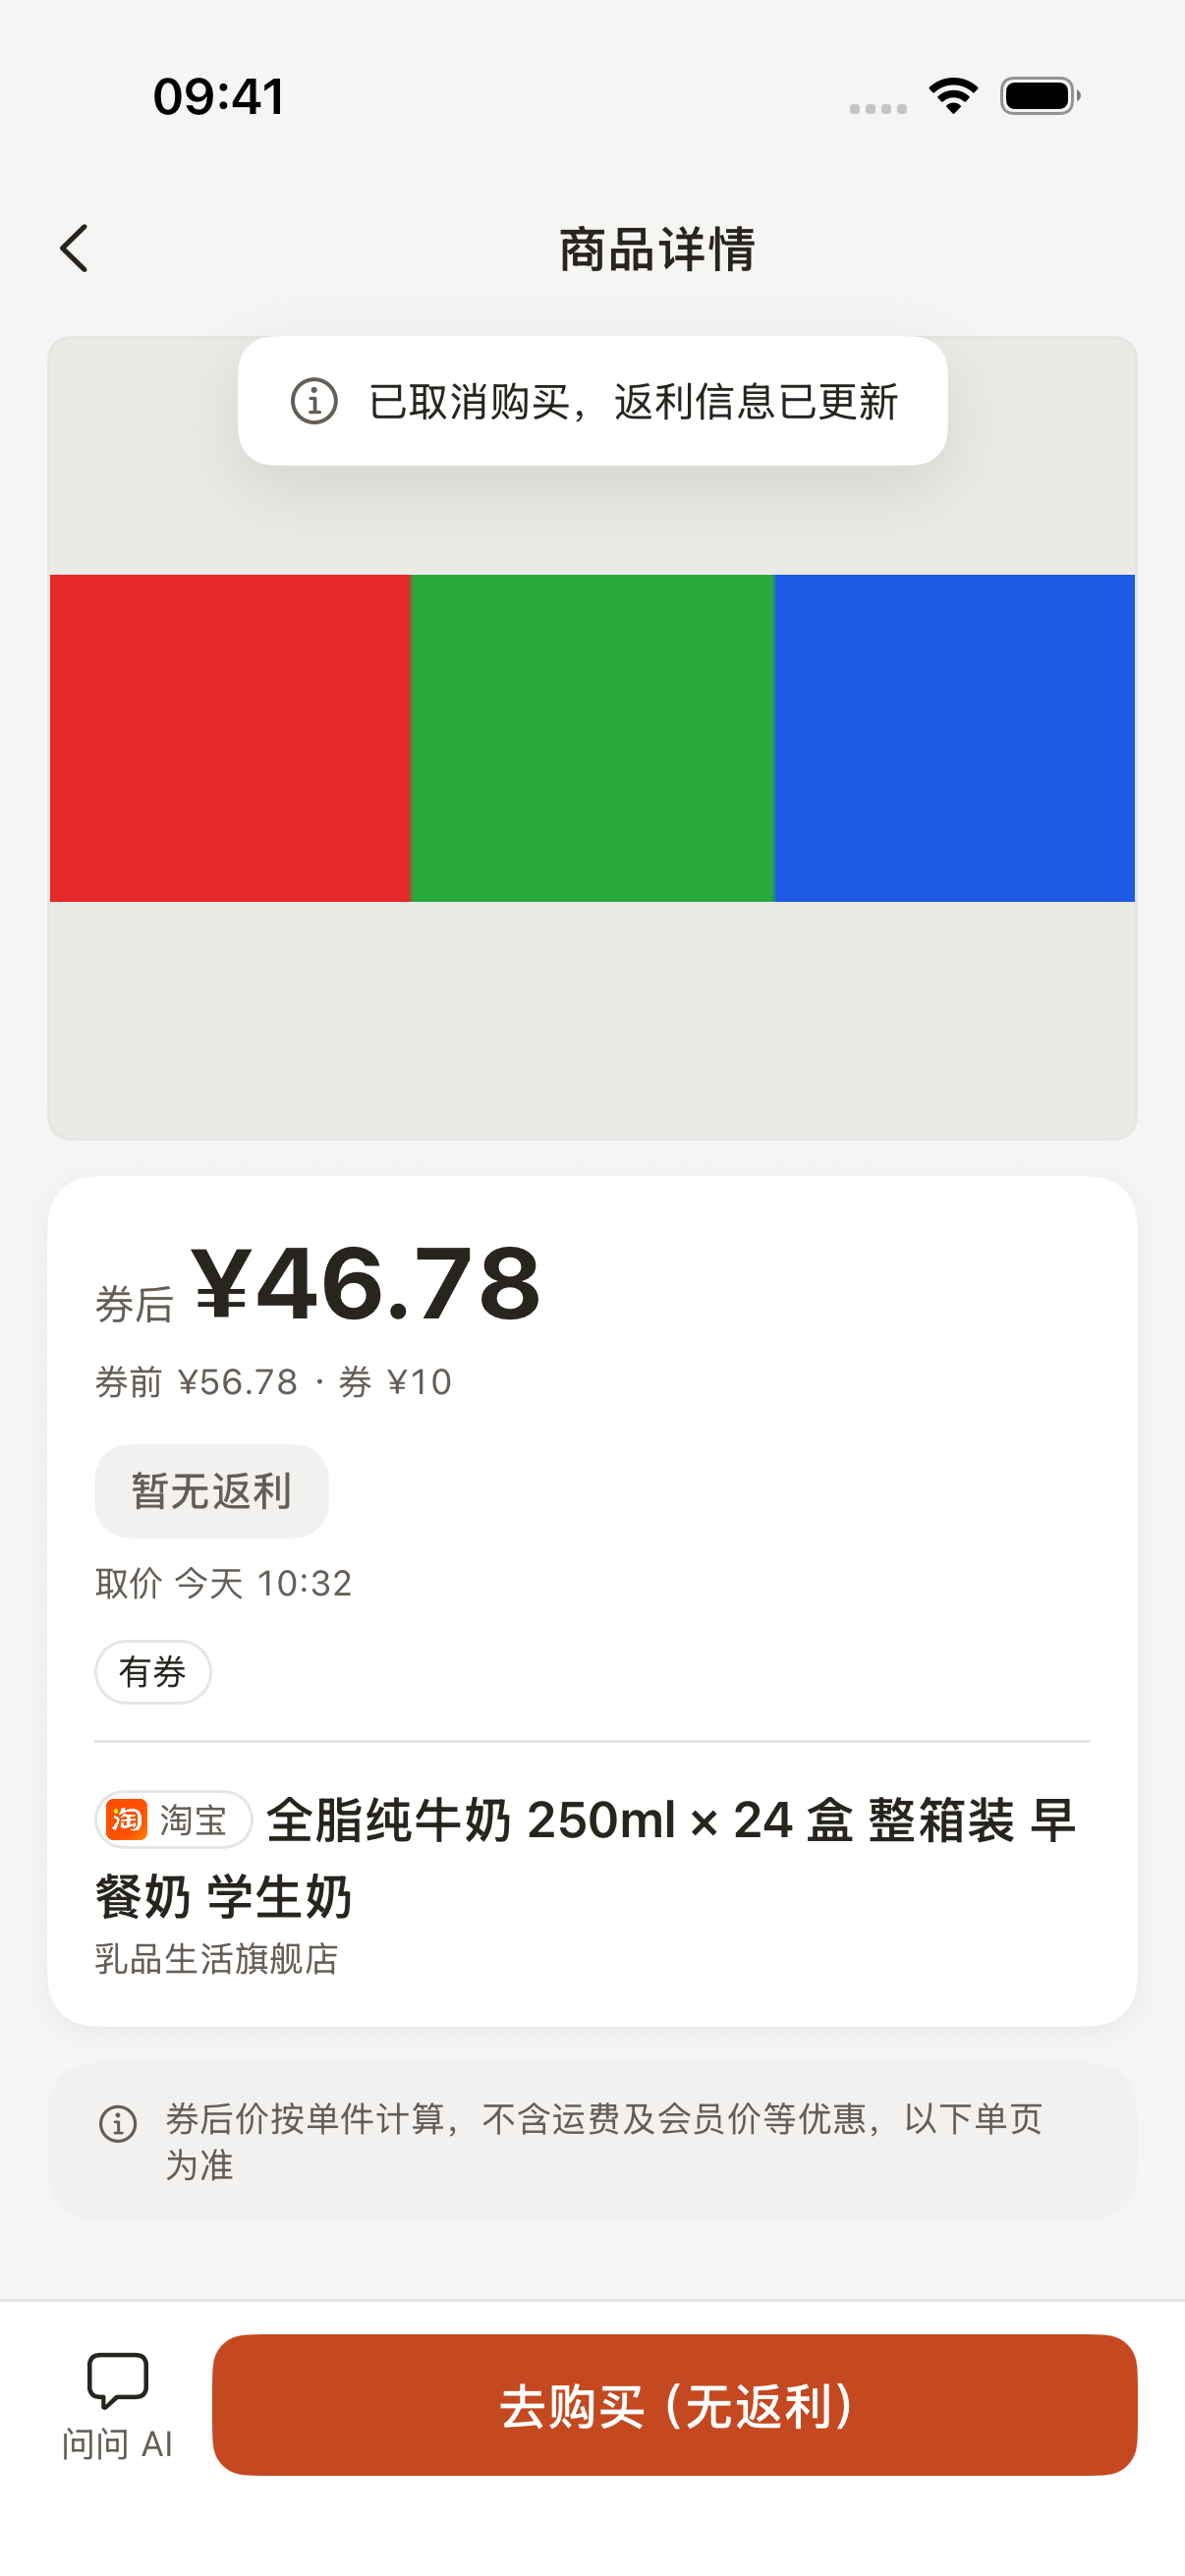 09:41
商品详情
已取消购买，返利信息已更新
券后 ¥46.78
券前 ¥56.78 · 券 ¥10
暂无返利
取价 今天 10:32
有券
淘 淘宝 全脂纯牛奶 250ml × 24 盒 整箱装 早
餐奶 学生奶
乳品生活旗舰店
券后价按单件计算，不含运费及会员价等优惠，以下单页
为准
去购买（无返利）
问问 AI